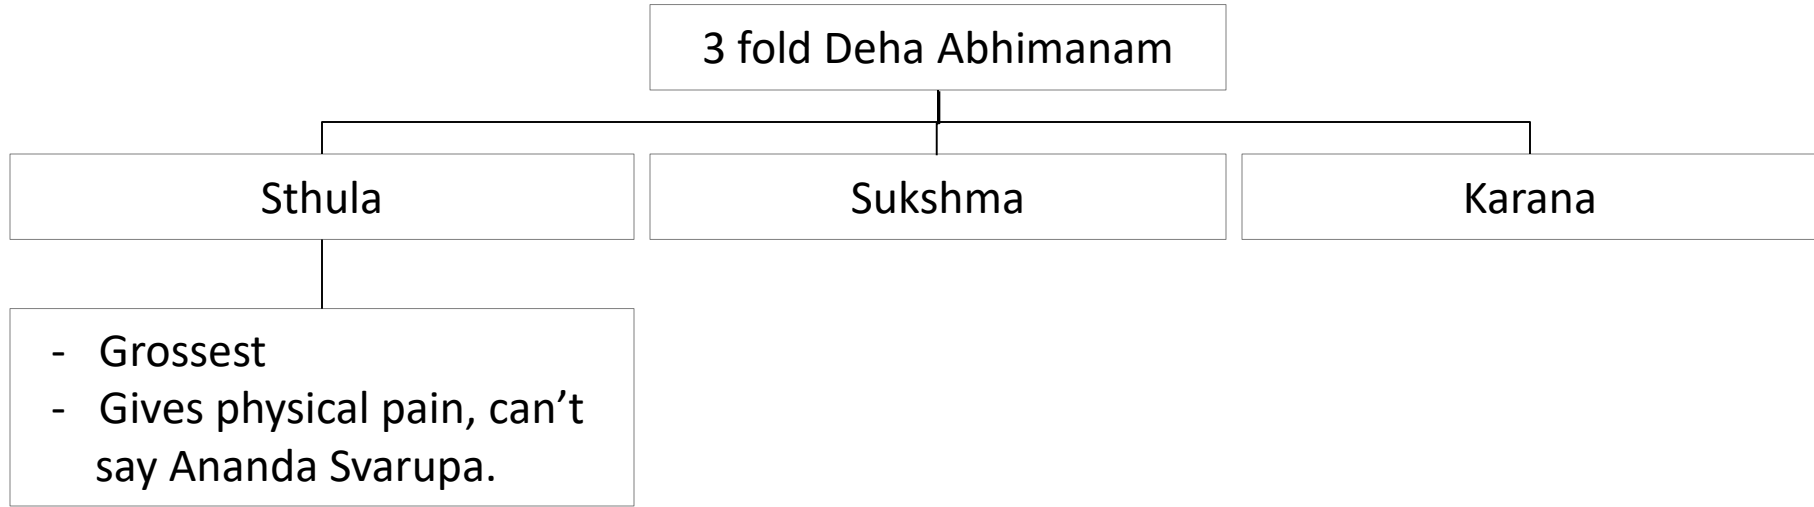 3 fold Deha Abhimanam
Sthula
Sukshma
Karana
- Grossest
- Gives physical pain, can’t
say Ananda Svarupa.